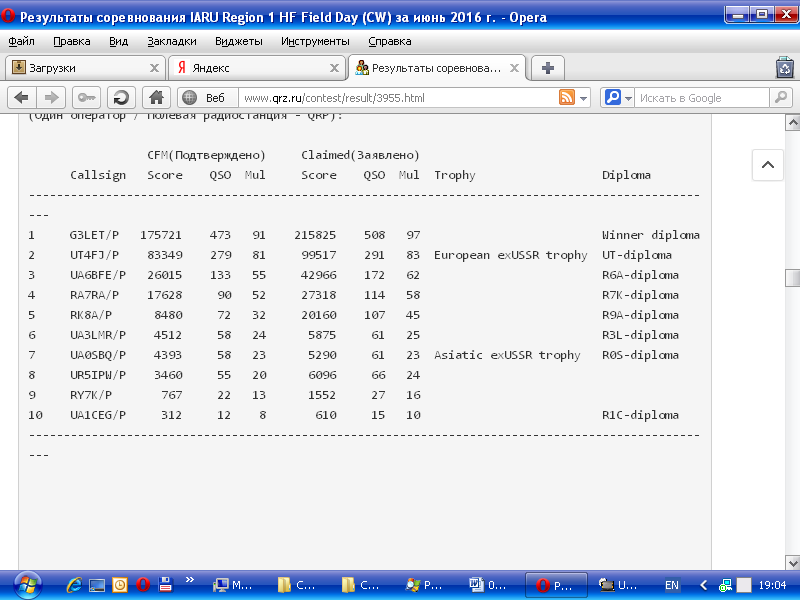 Результаты соревнования IARU Region 1 HF Field Day (CW) за июнь 2016 г. - Opera
Файл Правка Вид Закладки Виджеты Инструменты Справка
Загрузки Яндекс Результаты соревнова...
Веб www.qrz.ru/contest/result/3955.html Искать в Google
(Один оператор / Полевая радиостанция - QRP):
CFM(Подтверждено) Claimed(Заявлено)
Callsign Score QSO Mul Score QSO Mul Trophy Diploma
------------------------------------------------------------------------------------------------
---
1 G3LET/P 175721 473 91 215825 508 97 Winner diploma
2 UT4FJ/P 83349 279 81 99517 291 83 European exUSSR trophy UT-diploma
3 UA6BFE/P 26015 133 55 42966 172 62 R6A-diploma
4 RA7RA/P 17628 90 52 27318 114 58 R7K-diploma
5 RK8A/P 8480 72 32 20160 107 45 R9A-diploma
6 UA3LMR/P 4512 58 24 5875 61 25 R3L-diploma
7 UA0SBQ/P 4393 58 23 5290 61 23 Asiatic exUSSR trophy R0S-diploma
8 UR5IPW/P 3460 55 20 6096 66 24
9 RY7K/P 767 22 13 1552 27 16
10 UA1CEG/P 312 12 8 610 15 10 R1C-diploma
------------------------------------------------------------------------------------------------
---
» М... С... С... Р... О... Р... U... EN 19:04